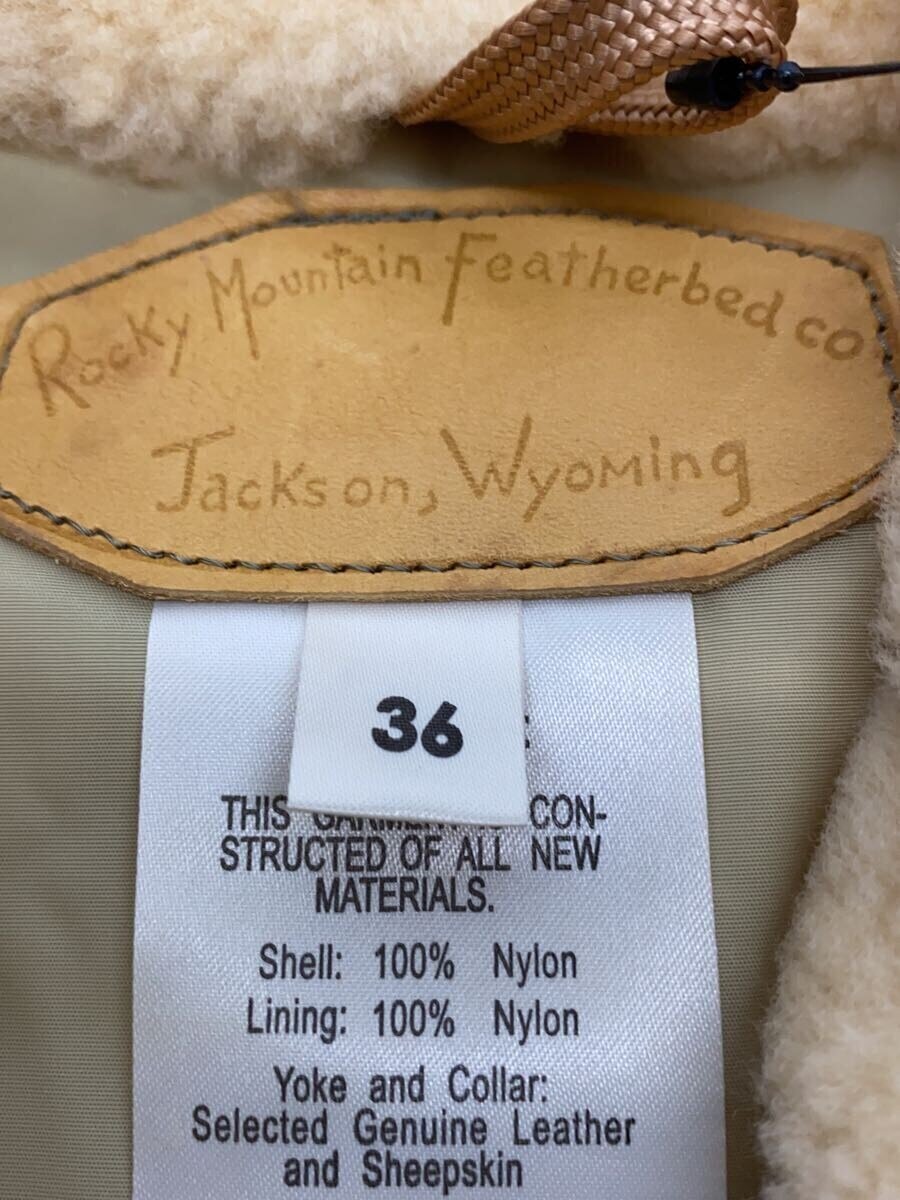 Rocky Mountain Featherbed co
Jackson, Wyoming
36
THIS CON-
STRUCTED OF ALL NEW
MATERIALS.
Shell: 100% Nylon
Lining: 100% Nylon
Yoke and Collar:
Selected Genuine Leather
and Sheepskin